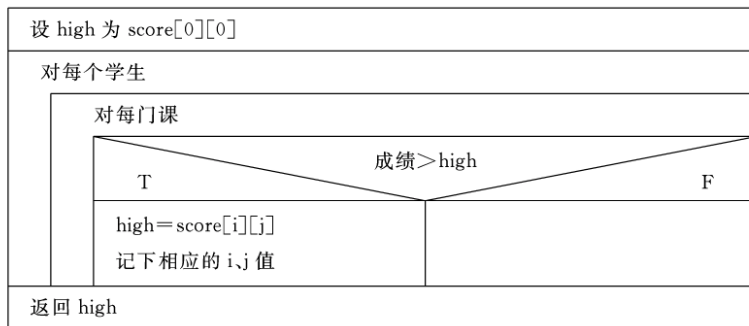 设 high 为 score[0][0]
对每个学生
对每门课
成绩>high
T
F
high=score[i][j]
记下相应的 i、j 值
返回 high